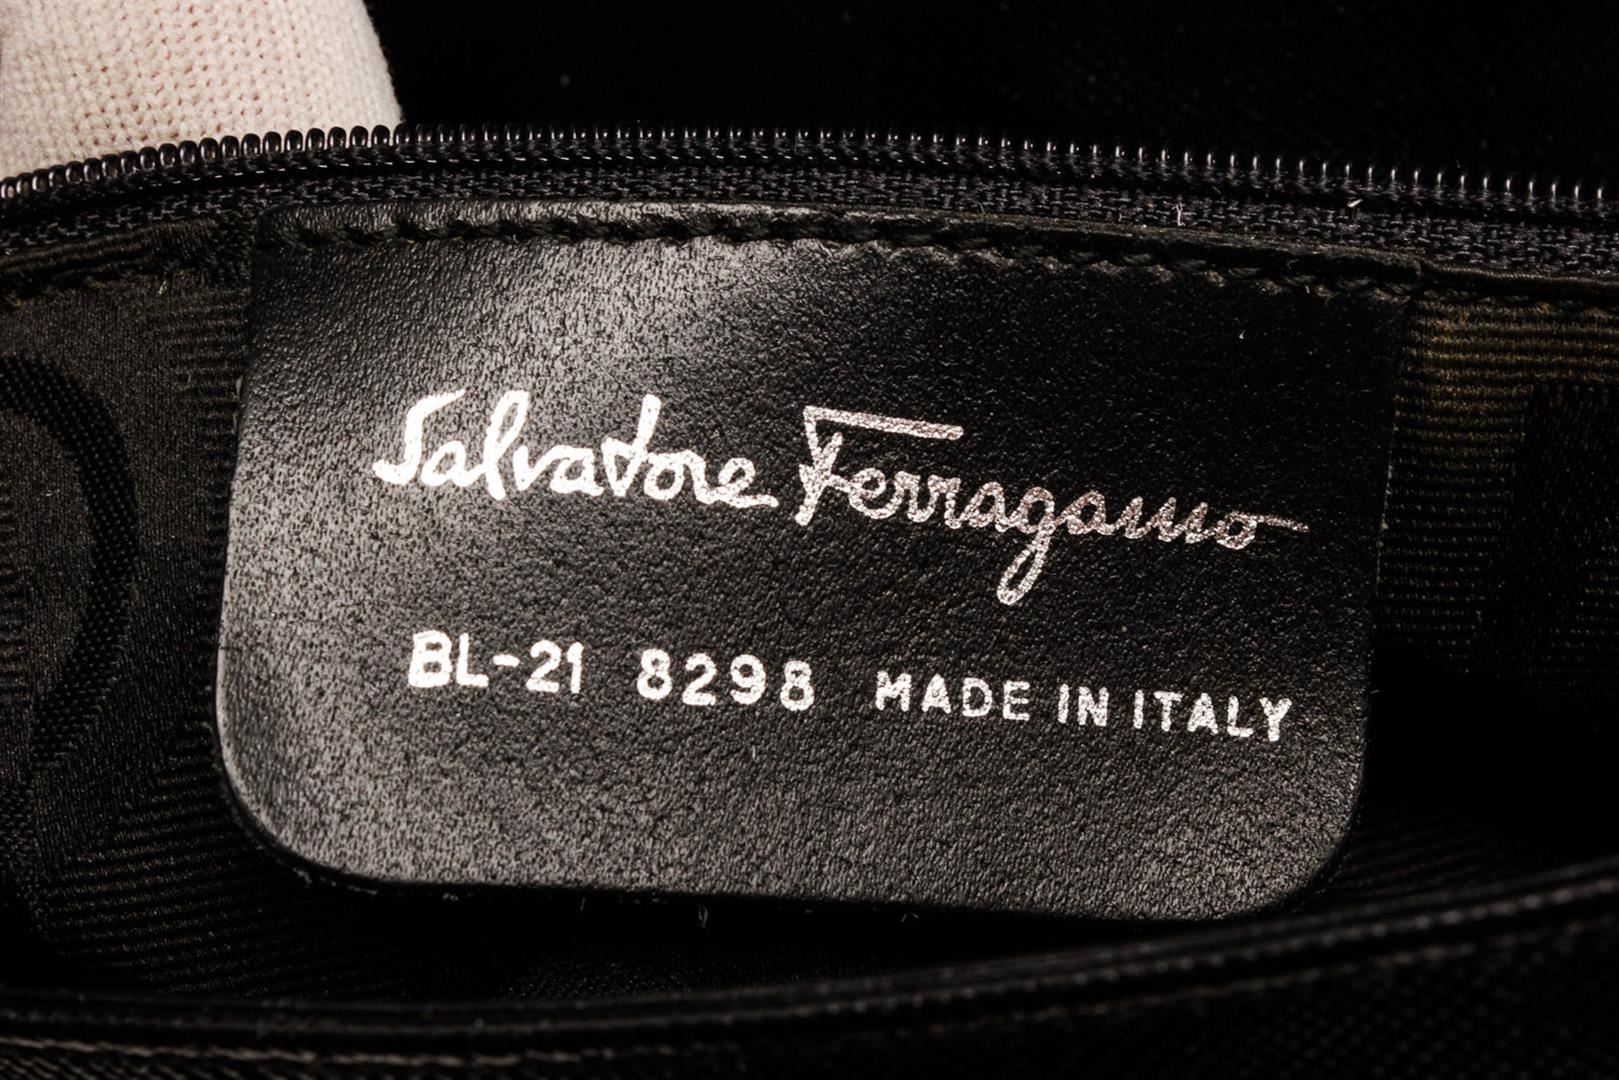 Salvatore Ferragamo
BL-21 8298 MADE IN ITALY